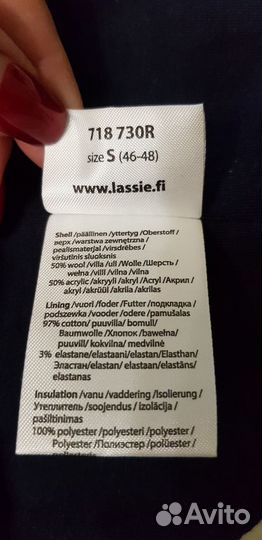 718 730R
size S (46-48)
www.lassie.fi
Shell/päällinen/yttertyg/Oberstoff/
верх/warstwa zewnętrzna/
pealismaterjal/virsdrēbes/
viršutinis sluoksnis
50% wool/villa/ull/Wolle/Шерсть/
wełna/villi/vilna/vilna
50% acrylic/akryyli/akryl/Acryl/Акрил/
akryl/akrüül/akrila/akrilas
Lining/vuori/foder/Futter/подкладка/
podszewka/vooder/odere/pamušalas
97% cotton/puuvilla/bomull/
Baumwolle/Хлопок/bawełna/
puuvill/kokvilna/medvilnė
3% elastane/elastaani/elastan/Elasthan/
Эластан/elastan/elastaan/elastāns/
elastanas
Insulation/vanu/vaddering/Isolierung/
Утеплитель/soojendus/izolācija/
pašiltinimas
100% polyester/polyesteri/polyester/
Polyester/Полиэстер/polüester/
Avito